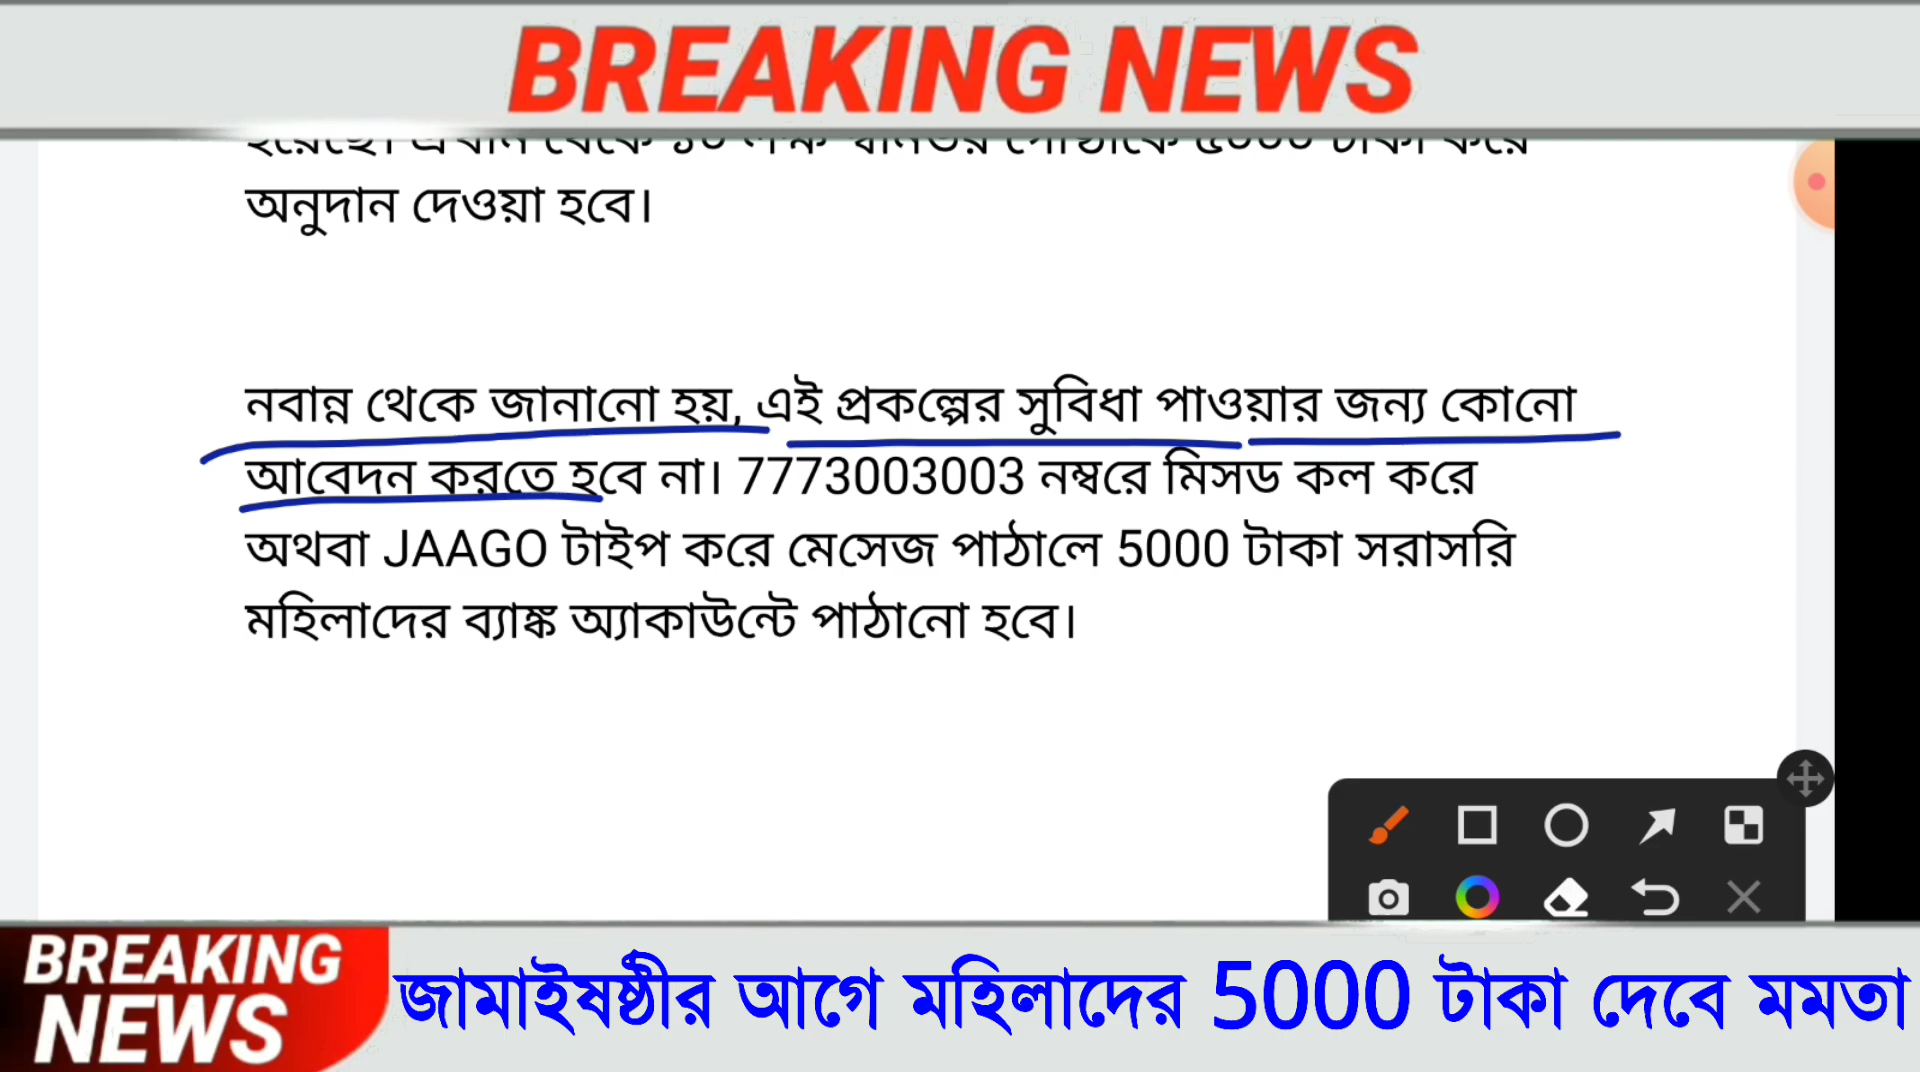 BREAKING NEWS
অনুদান দেওয়া হবে।
নবান্ন থেকে জানানো হয়, এই প্রকল্পের সুবিধা পাওয়ার জন্য কোনো
আবেদন করতে হবে না। 7773003003 নম্বরে মিসড কল করে
অথবা JAAGO টাইপ করে মেসেজ পাঠালে 5000 টাকা সরাসরি
মহিলাদের ব্যাঙ্ক অ্যাকাউন্টে পাঠানো হবে।
BREAKING
NEWS
জামাইষষ্ঠীর আগে মহিলাদের 5000 টাকা দেবে মমতা